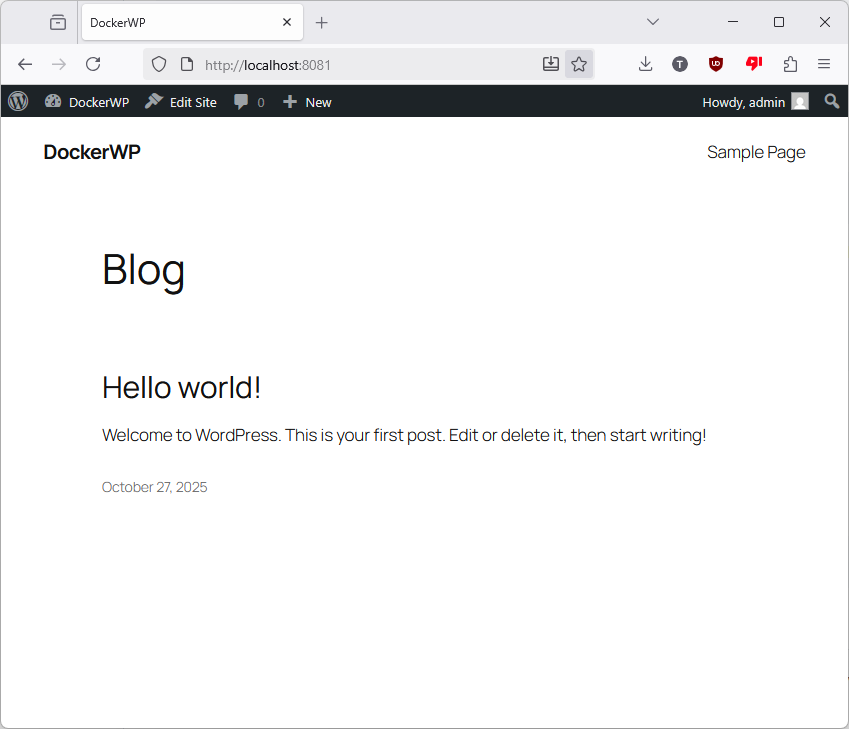 DockerWP
http://localhost:8081
DockerWP Edit Site 0 New Howdy, admin
DockerWP Sample Page
Blog
Hello world!
Welcome to WordPress. This is your first post. Edit or delete it, then start writing!
October 27, 2025